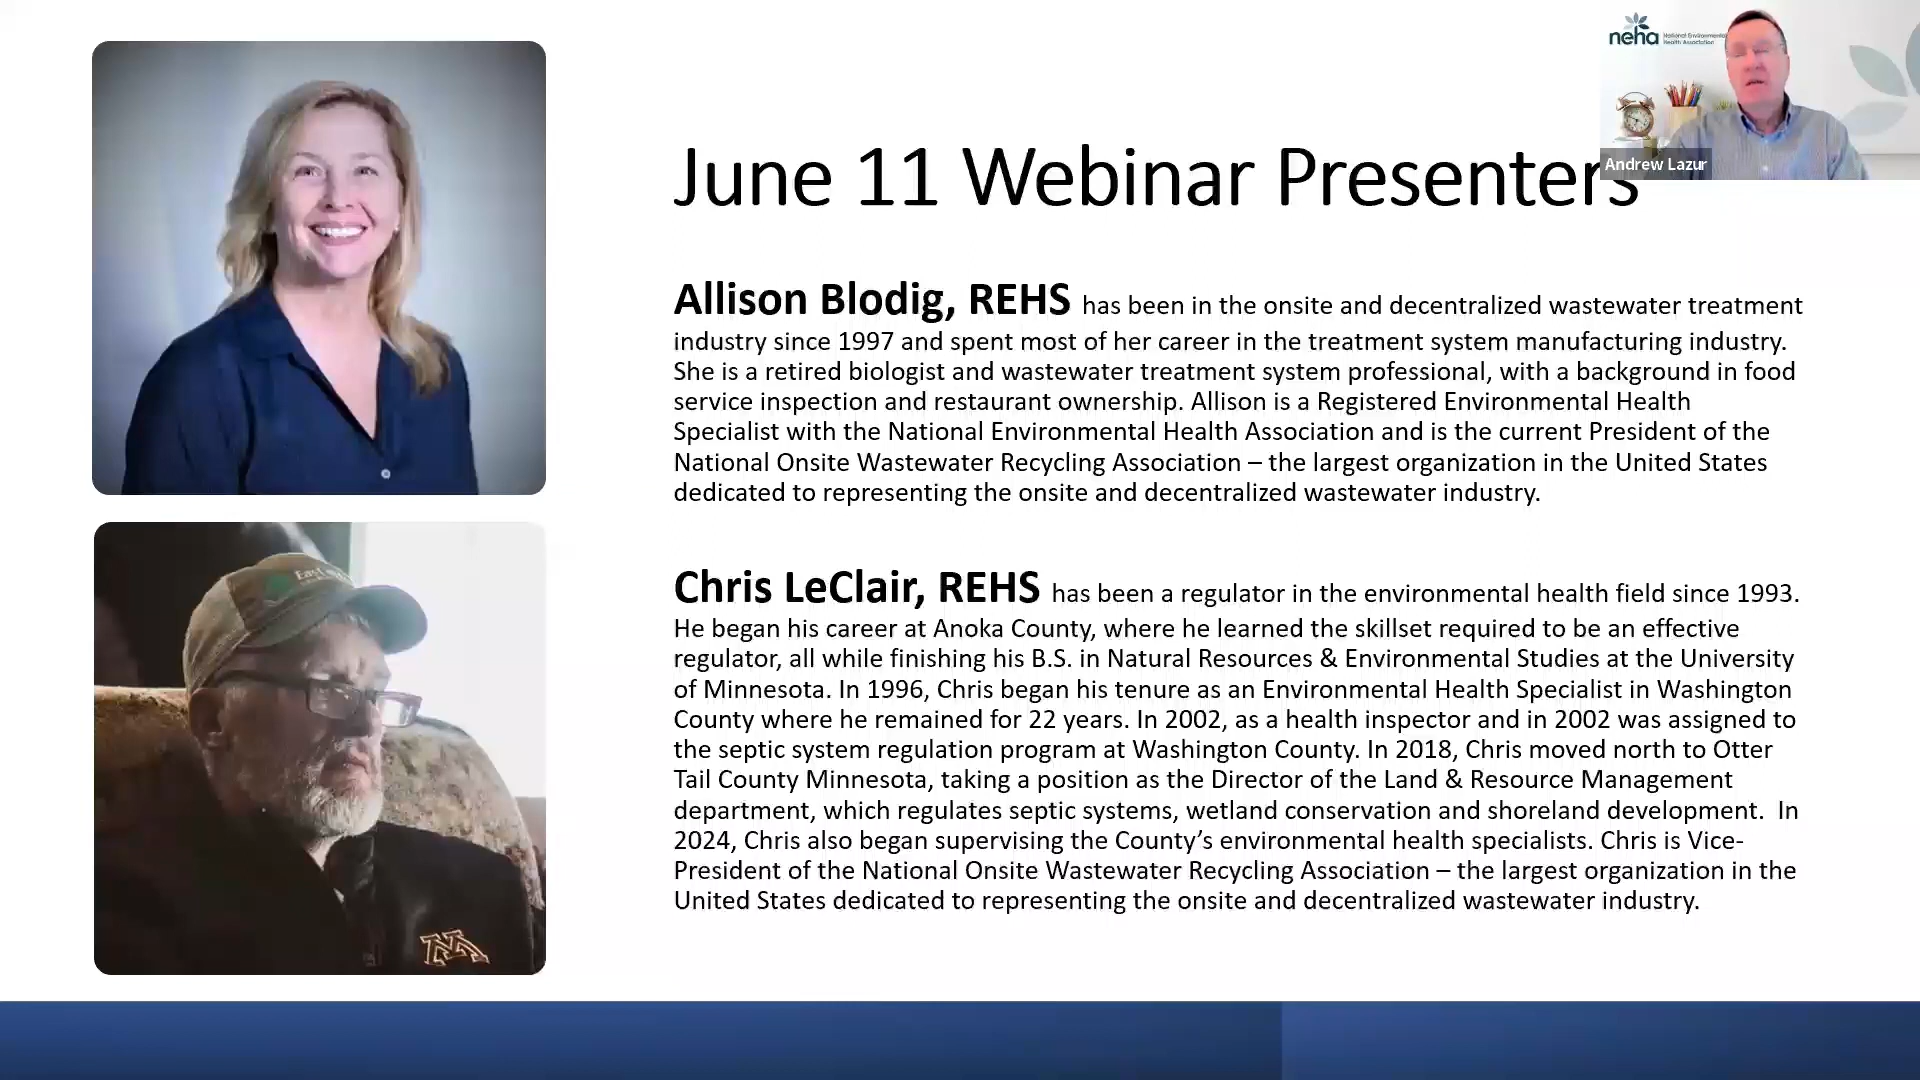 neha National Environmental
Health Association
Andrew Lazur
June 11 Webinar Presenters
Allison Blodig, REHS has been in the onsite and decentralized wastewater treatment
industry since 1997 and spent most of her career in the treatment system manufacturing industry.
She is a retired biologist and wastewater treatment system professional, with a background in food
service inspection and restaurant ownership. Allison is a Registered Environmental Health
Specialist with the National Environmental Health Association and is the current President of the
National Onsite Wastewater Recycling Association – the largest organization in the United States
dedicated to representing the onsite and decentralized wastewater industry.
Chris LeClair, REHS has been a regulator in the environmental health field since 1993.
He began his career at Anoka County, where he learned the skillset required to be an effective
regulator, all while finishing his B.S. in Natural Resources & Environmental Studies at the University
of Minnesota. In 1996, Chris began his tenure as an Environmental Health Specialist in Washington
County where he remained for 22 years. In 2002, as a health inspector and in 2002 was assigned to
the septic system regulation program at Washington County. In 2018, Chris moved north to Otter
Tail County Minnesota, taking a position as the Director of the Land & Resource Management
department, which regulates septic systems, wetland conservation and shoreland development. In
2024, Chris also began supervising the County’s environmental health specialists. Chris is Vice-
President of the National Onsite Wastewater Recycling Association – the largest organization in the
United States dedicated to representing the onsite and decentralized wastewater industry.
M